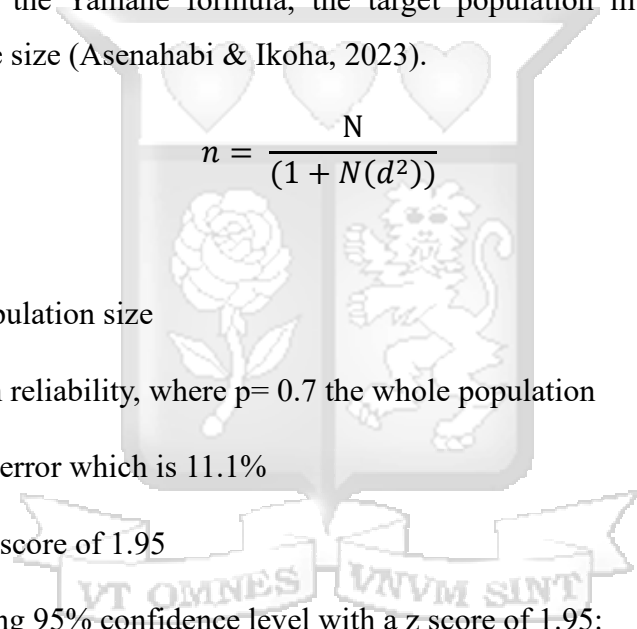 the Yamane formula, the target population m
e size (Asenahabi & Ikoha, 2023).
n = N / (1 + N(d²))
pulation size
n reliability, where p= 0.7 the whole population
error which is 11.1%
score of 1.95
VT OMNES VNVM SINT
ng 95% confidence level with a z score of 1.95: